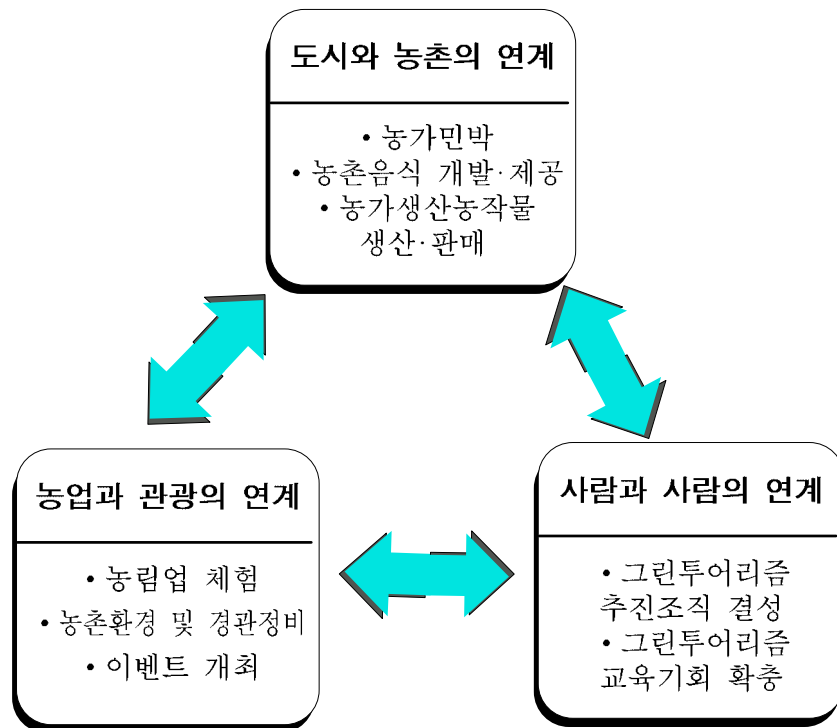 도시와 농촌의 연계
• 농가민박
• 농촌음식 개발·제공
• 농가생산농작물
생산·판매
농업과 관광의 연계
• 농림업 체험
• 농촌환경 및 경관정비
• 이벤트 개최
사람과 사람의 연계
• 그린투어리즘
추진조직 결성
• 그린투어리즘
교육기회 확충